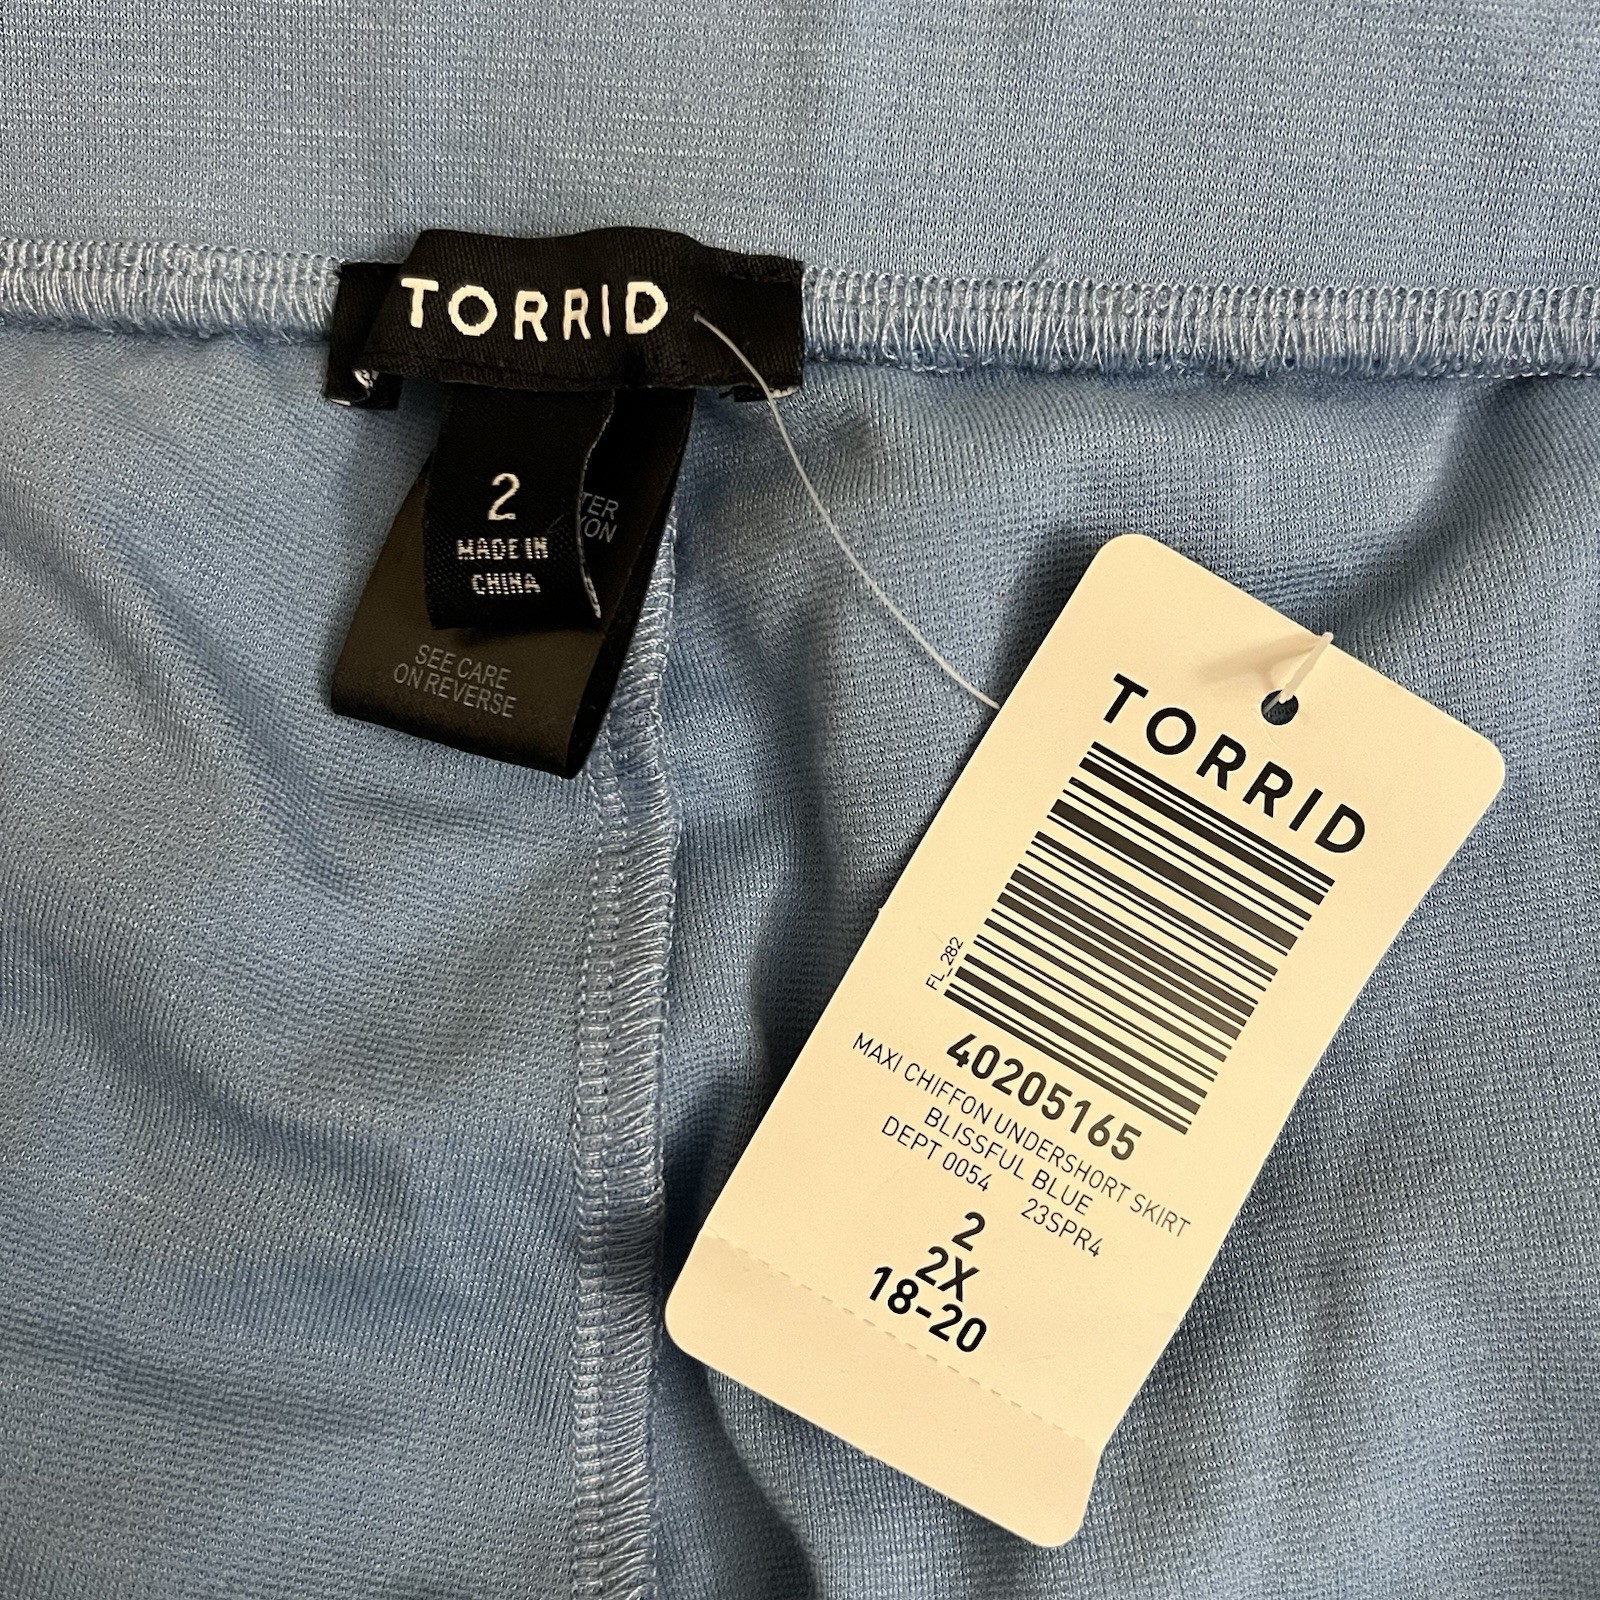 TORRID
2
MADE IN
CHINA
SEE CARE
ON REVERSE
TORRID
FL_282
40205165
MAXI CHIFFON UNDERSHORT SKIRT
BLISSFUL BLUE
DEPT 0054 23SPR4
2
2X
18-20